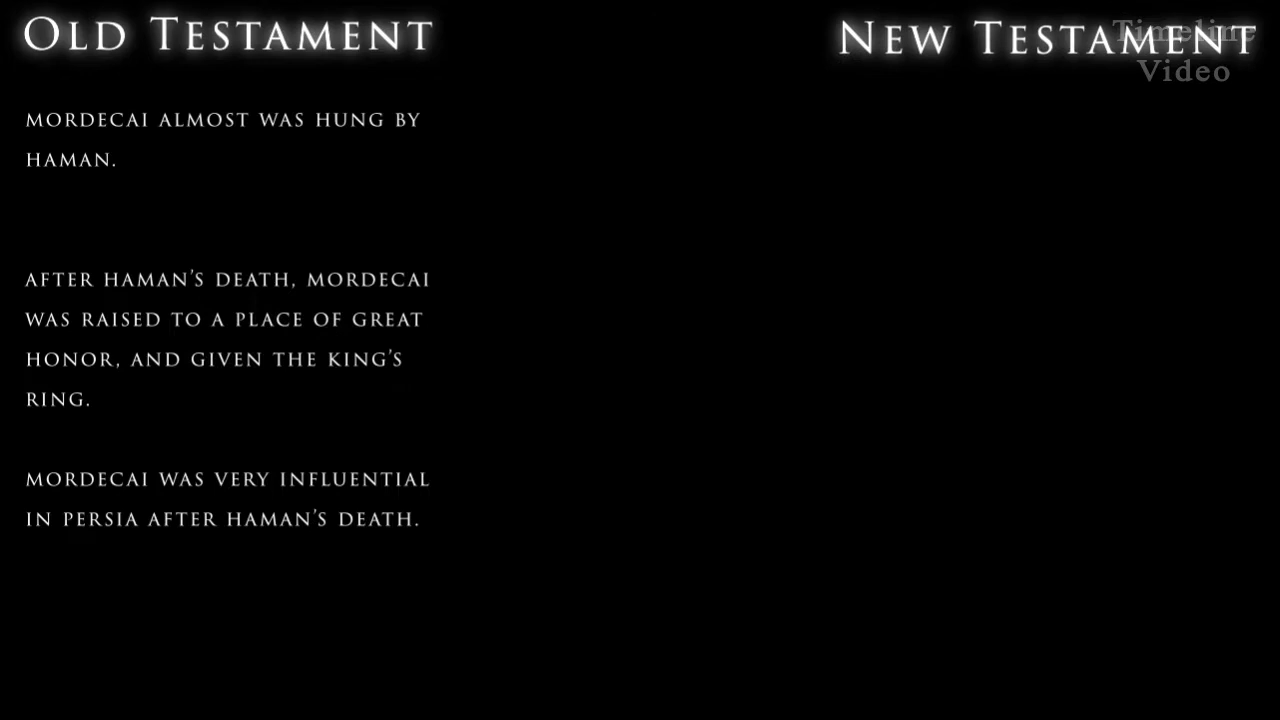 Old Testament
New Testament
Timeline
Video
MORDECAI ALMOST WAS HUNG BY
HAMAN.
AFTER HAMAN'S DEATH, MORDECAI
WAS RAISED TO A PLACE OF GREAT
HONOR, AND GIVEN THE KING'S
RING.
MORDECAI WAS VERY INFLUENTIAL
IN PERSIA AFTER HAMAN'S DEATH.